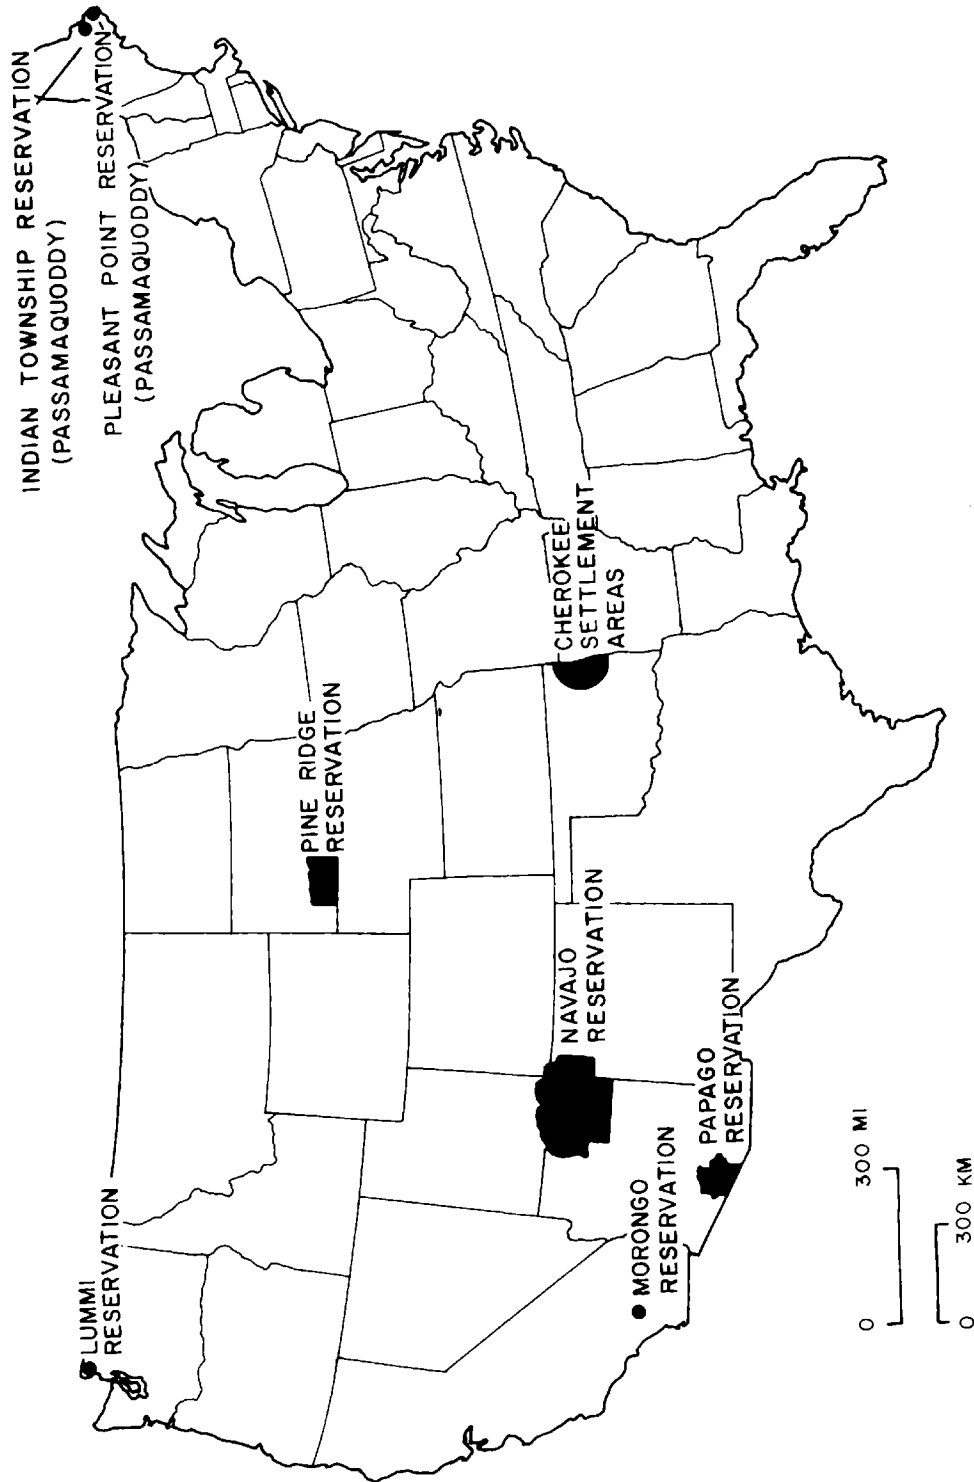 INDIAN TOWNSHIP RESERVATION
(PASSAMAQUODDY)
PLEASANT POINT RESERVATION
(PASSAMAQUODDY)
LUMMI
RESERVATION
PINE RIDGE
RESERVATION
CHEROKEE
SETTLEMENT
AREAS
NAVAJO
RESERVATION
MORONGO
RESERVATION
PAPAGO
RESERVATION
0 300 MI
0 300 KM